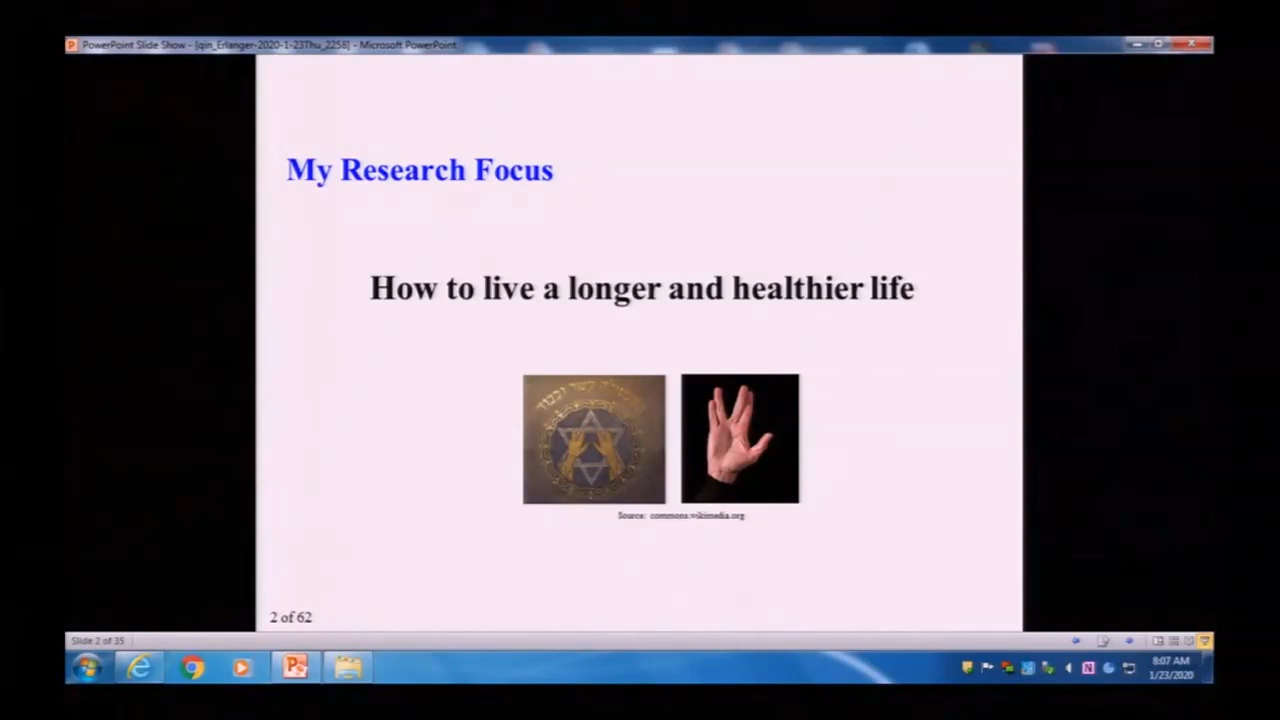 PowerPoint Slide Show - [qin_Erlanger-2020-1-23Thu_2258] - Microsoft PowerPoint
My Research Focus
How to live a longer and healthier life
Source: commons.wikimedia.org
2 of 62
Slide 2 of 35
8:07 AM
1/23/2020